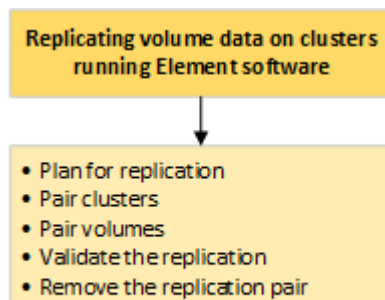 Replicating volume data on clusters
running Element software
• Plan for replication
• Pair clusters
• Pair volumes
• Validate the replication
• Remove the replication pair